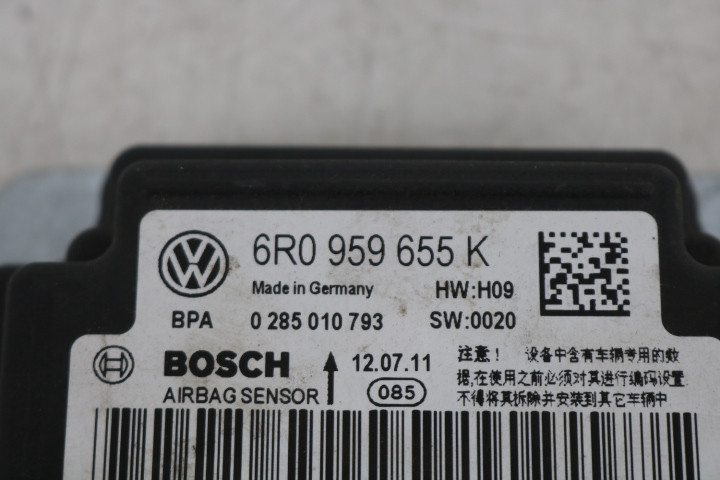 6R0 959 655 K
Made in Germany HW:H09
BPA 0 285 010 793 SW:0020
BOSCH 12.07.11
AIRBAG SENSOR 085
注意！ 设备中含有车辆专用的数
据,在使用之前必须对其进行编码设置
不得将其拆除并安装到其它车辆中